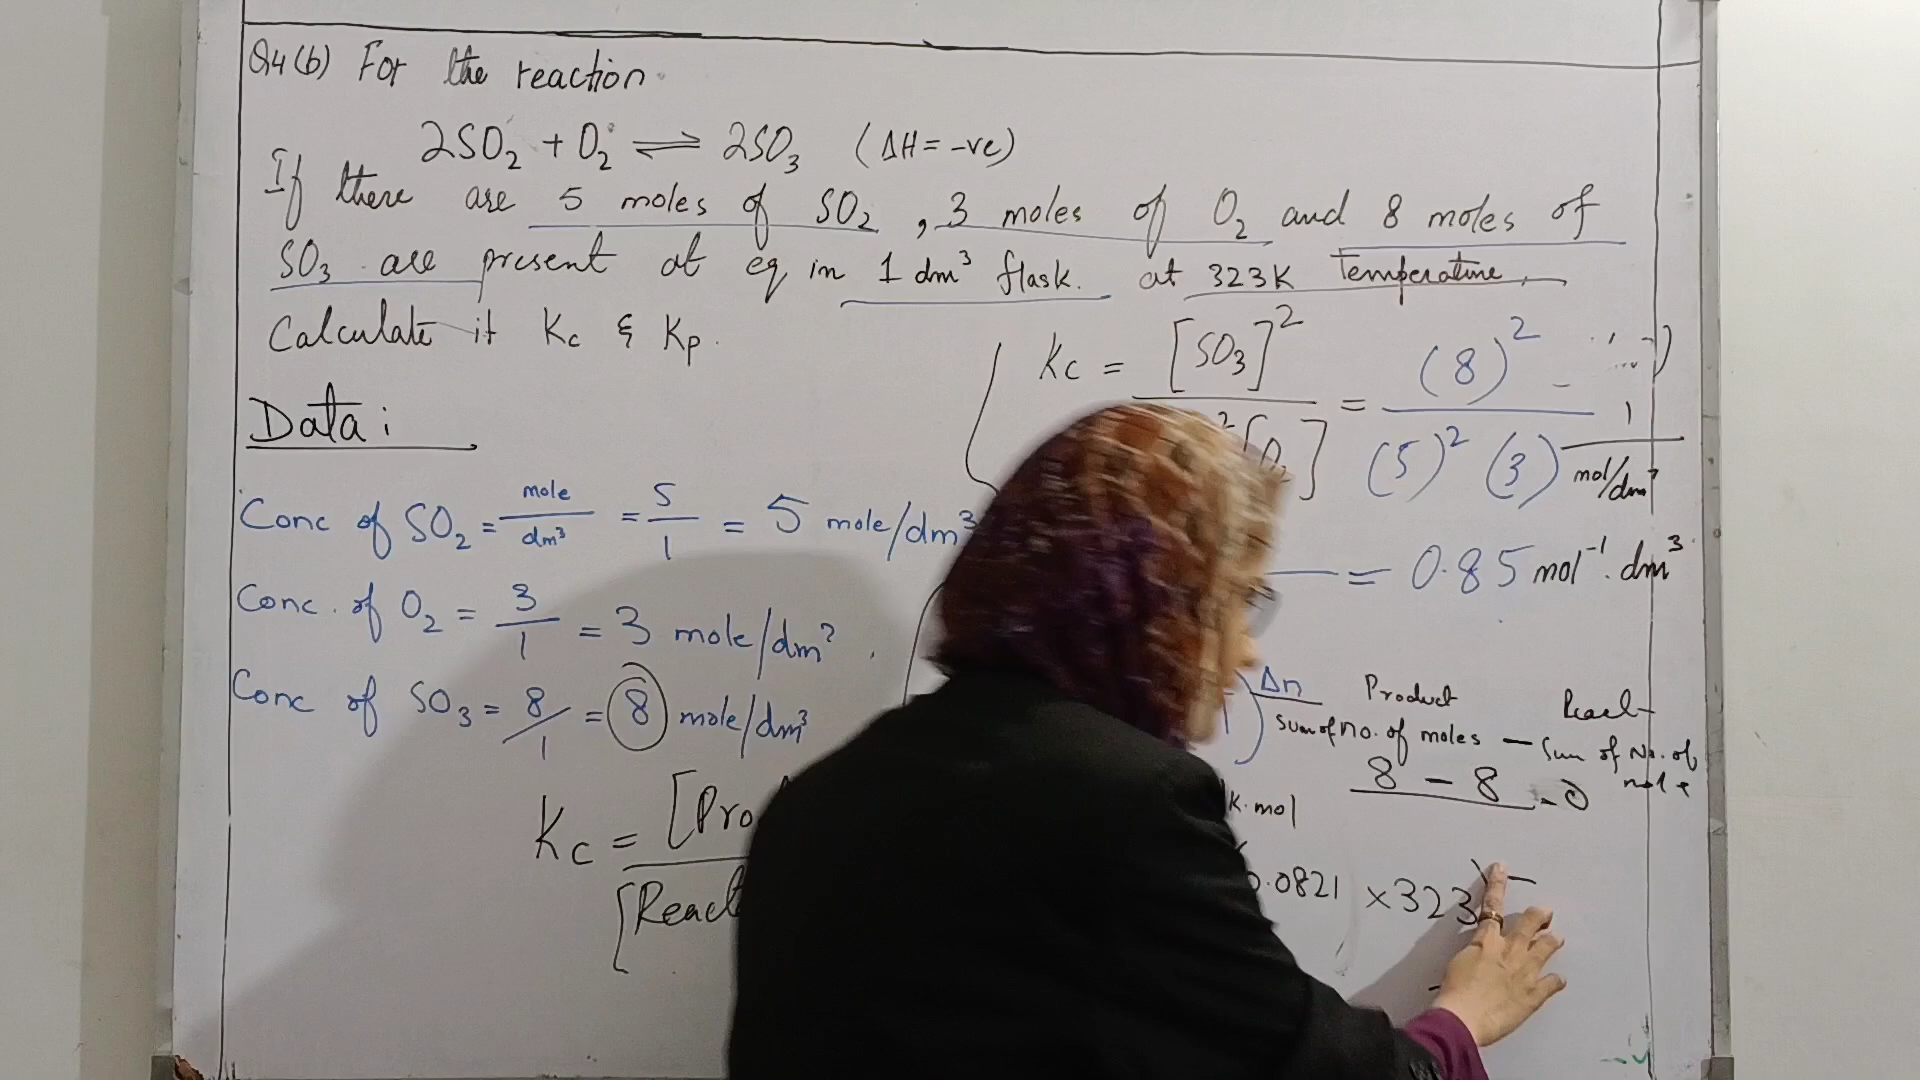 Q4(b) For the reaction.
2SO₂ + O₂ ⇌ 2SO₃ (ΔH = -ve)
If there are 5 moles of SO₂, 3 moles of O₂ and 8 moles of
SO₃ are present at eq in 1 dm³ flask. at 323K Temperature.
Calculate it Kc & Kp.
Data:
Conc of SO₂ = mole/dm³ = 5/1 = 5 mole/dm³
Conc. of O₂ = 3/1 = 3 mole/dm³
Conc of SO₃ = 8/1 = 8 mole/dm³
Kc = [Pro
[React
Kc = [SO₃]² / ² [O₂] = (8)² / (5)² (3) 1 / mol/dm³
= 0.85 mol⁻¹. dm³
) Δn Product
sum of no. of moles — Sum of No. of
8 - 8
k.mol
0.0821 × 323)